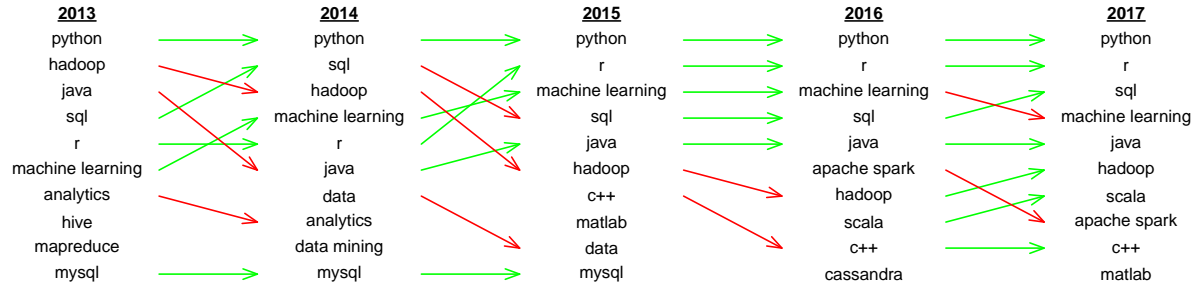 2013 2014 2015 2016 2017
python python python python python
hadoop sql r r r
java hadoop machine learning machine learning sql
sql machine learning sql sql machine learning
r r java java java
machine learning java hadoop apache spark hadoop
analytics data c++ hadoop scala
hive analytics matlab scala apache spark
mapreduce data mining data c++ c++
mysql mysql mysql cassandra matlab